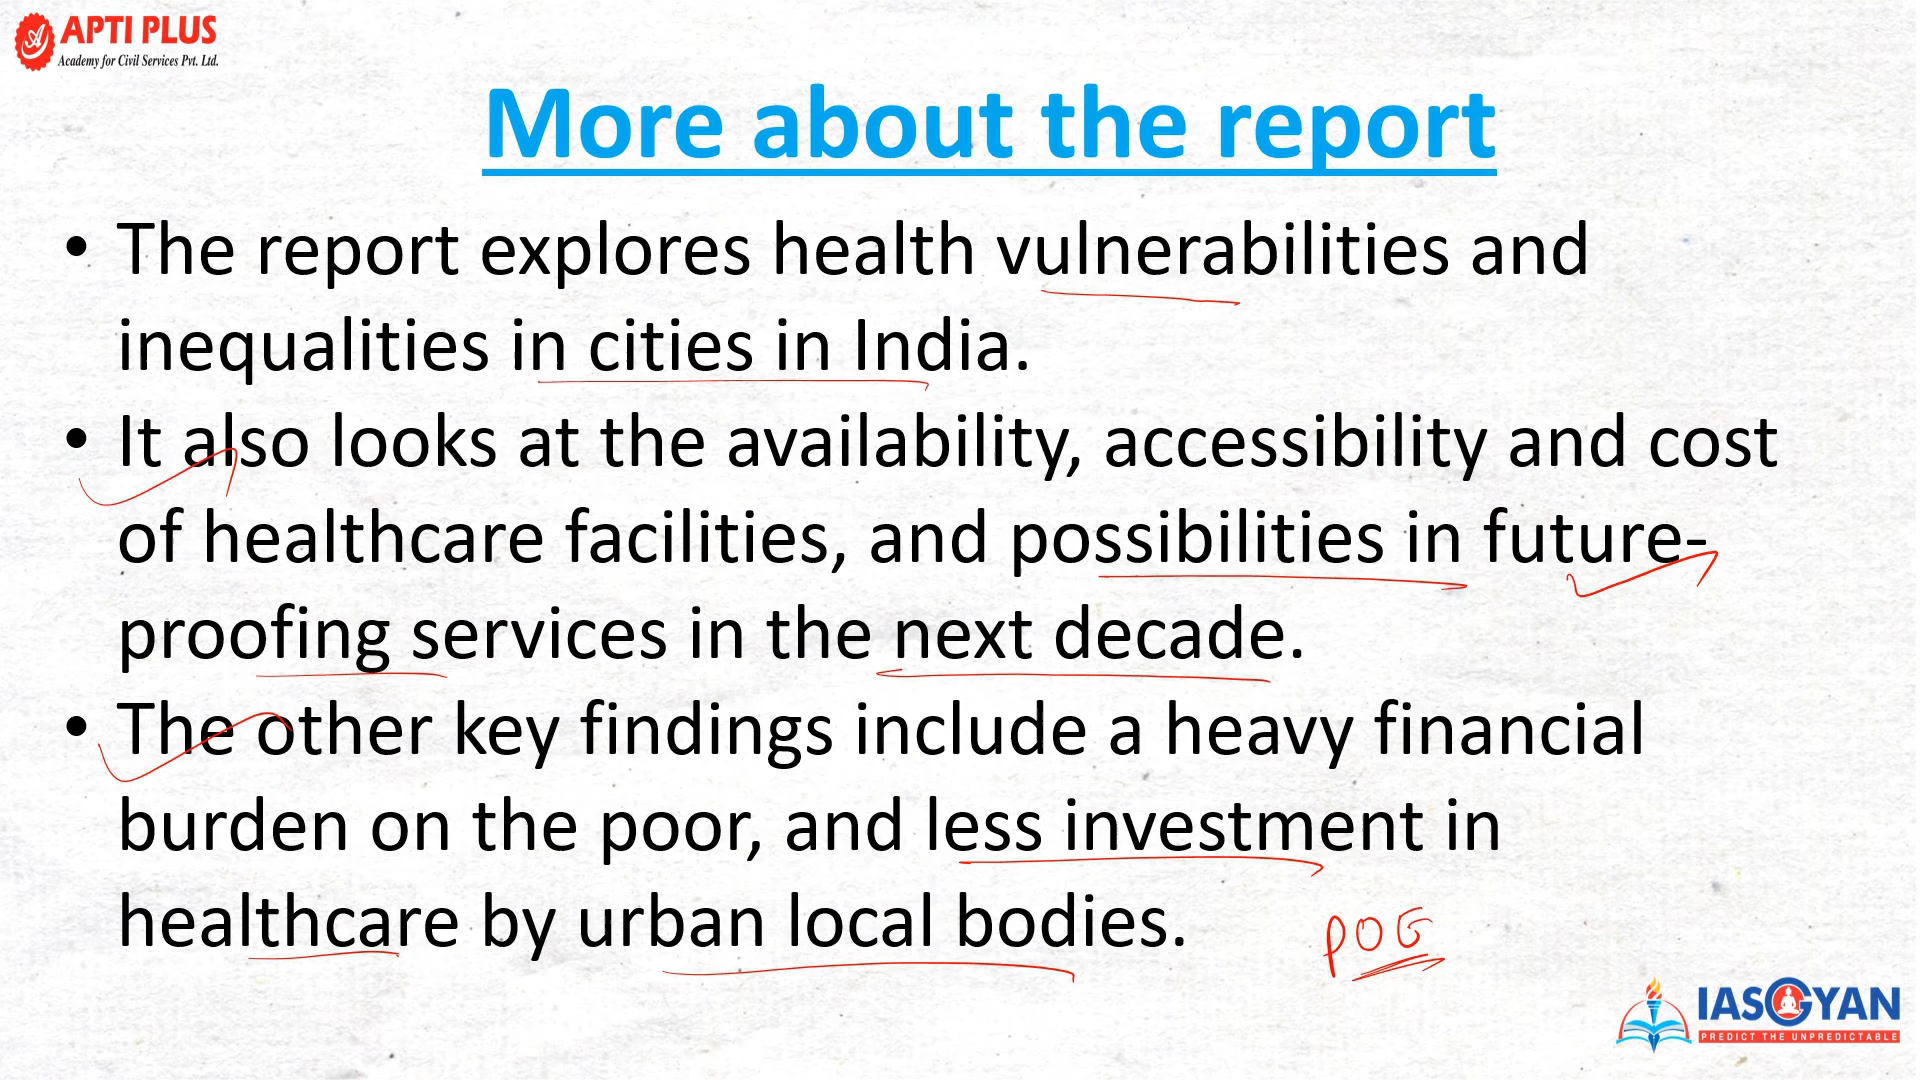 APTI PLUS
Academy for Civil Services Pvt. Ltd.
More about the report
• The report explores health vulnerabilities and
inequalities in cities in India.
• It also looks at the availability, accessibility and cost
of healthcare facilities, and possibilities in future-
proofing services in the next decade.
• The other key findings include a heavy financial
burden on the poor, and less investment in
healthcare by urban local bodies.
IASGYAN
PREDICT THE UNPREDICTABLE